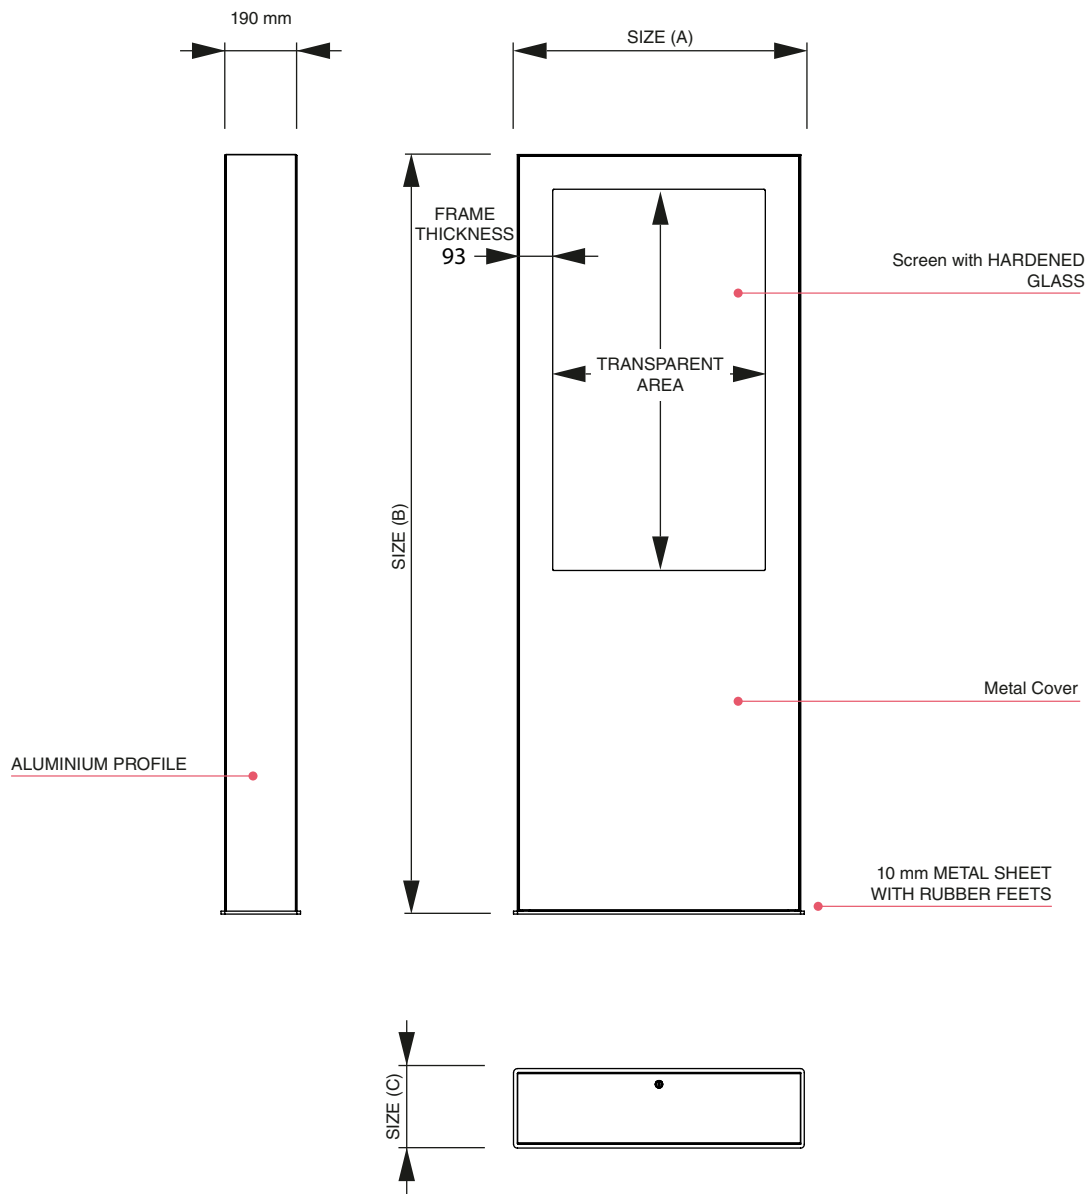 190 mm
SIZE (A)
FRAME
THICKNESS
93
Screen with HARDENED
GLASS
TRANSPARENT
AREA
SIZE (B)
Metal Cover
ALUMINIUM PROFILE
10 mm METAL SHEET
WITH RUBBER FEETS
SIZE (C)